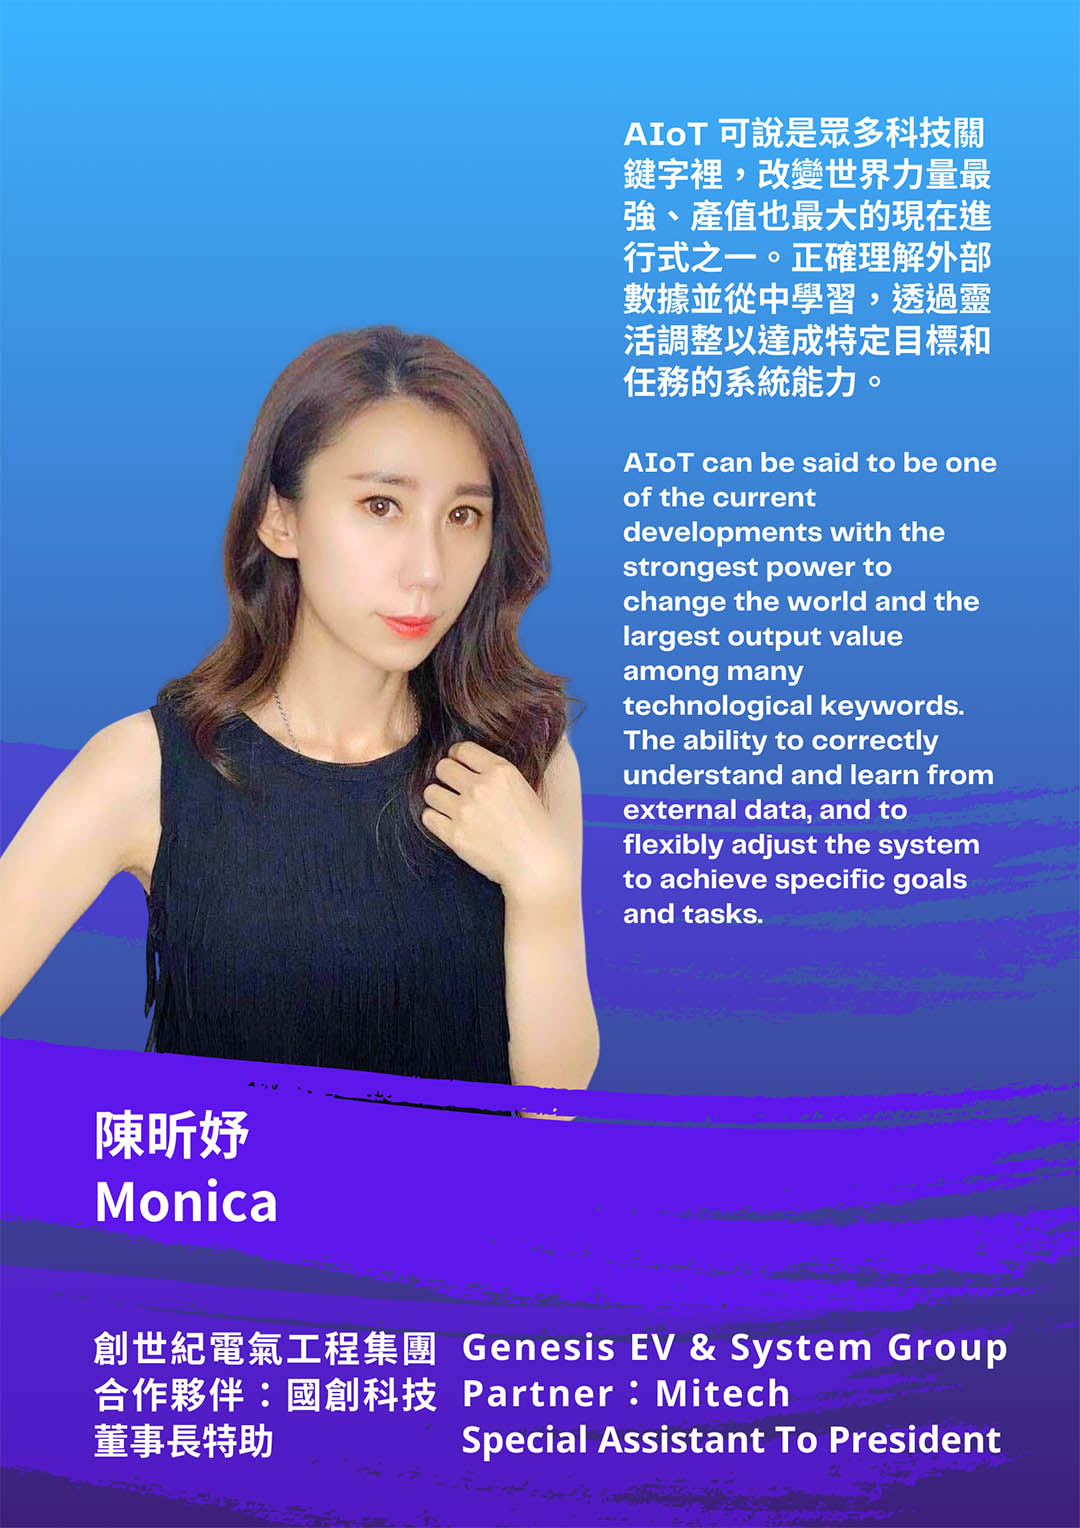 AIoT 可說是眾多科技關
鍵字裡，改變世界力量最
強、產值也最大的現在進
行式之一。正確理解外部
數據並從中學習，透過靈
活調整以達成特定目標和
任務的系統能力。
AIoT can be said to be one
of the current
developments with the
strongest power to
change the world and the
largest output value
among many
technological keywords.
The ability to correctly
understand and learn from
external data, and to
flexibly adjust the system
to achieve specific goals
and tasks.
陳昕妤
Monica
創世紀電氣工程集團
合作夥伴：國創科技
董事長特助
Genesis EV & System Group
Partner：Mitech
Special Assistant To President